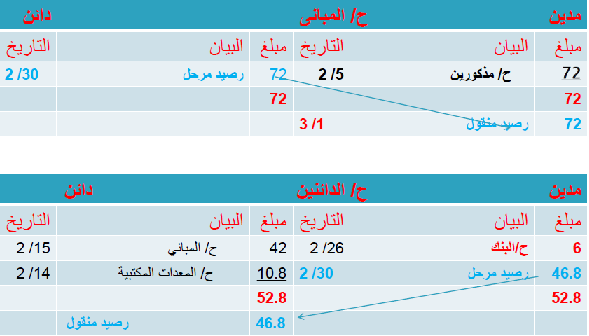 مدين ح/ المبانى دائن
مبلغ البيان التاريخ مبلغ البيان التاريخ
72 ح/ مذكورين 2 /5 72 رصيد مرحل 2 /30
72 72
72 رصيد منقول 3 /1
مدين ح/ الدائنين دائن
مبلغ البيان التاريخ مبلغ البيان التاريخ
6 ح/البنك 2 /26 42 ح/ المباني 2 /15
46.8 رصيد مرحل 2 /30 10.8 ح/ المعدات المكتبية 2 /14
52.8 52.8
46.8 رصيد منقول